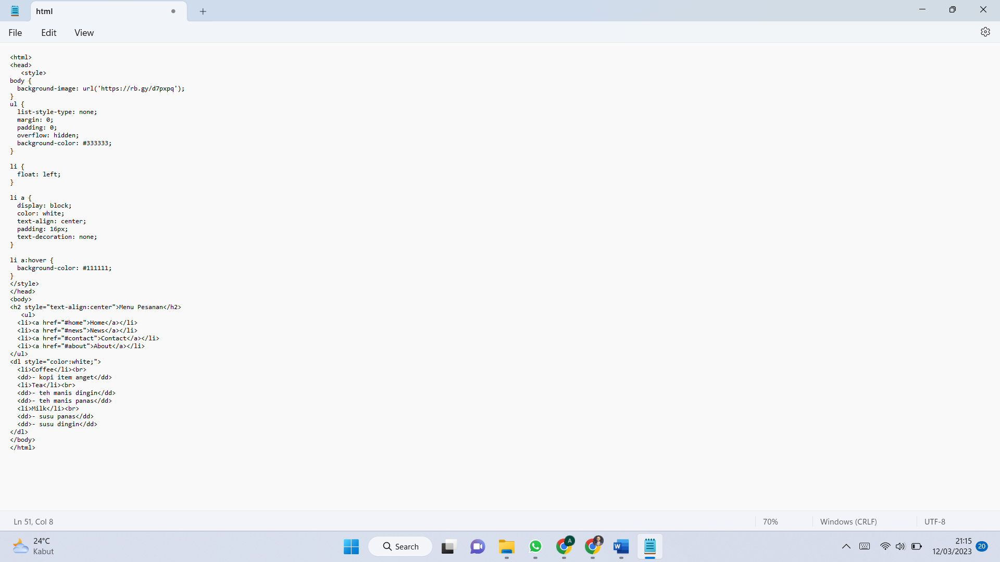 html
File Edit View
<html>
<head>
   <style>
body {
  background-image: url('https://rb.gy/d7pxpq');
}
ul {
  list-style-type: none;
  margin: 0;
  padding: 0;
  overflow: hidden;
  background-color: #333333;
}

li {
  float: left;
}

li a {
  display: block;
  color: white;
  text-align: center;
  padding: 16px;
  text-decoration: none;
}

li a:hover {
  background-color: #111111;
}
</style>
</head>
<body>
<h2 style="text-align:center">Menu Pesanan</h2>
   <ul>
  <li><a href="#home">Home</a></li>
  <li><a href="#news">News</a></li>
  <li><a href="#contact">Contact</a></li>
  <li><a href="#about">About</a></li>
</ul>
<dl style="color:white;">
  <li>Coffee</li><br>
  <dd>- kopi item anget</dd>
  <li>Tea</li><br>
  <dd>- teh manis dingin</dd>
  <dd>- teh manis panas</dd>
  <li>Milk</li><br>
  <dd>- susu panas</dd>
  <dd>- susu dingin</dd>
</dl>
</body>
</html>
Ln 51, Col 8 70% Windows (CRLF) UTF-8
24°C
Kabut
Search
A
W
21:15
12/03/2023
20